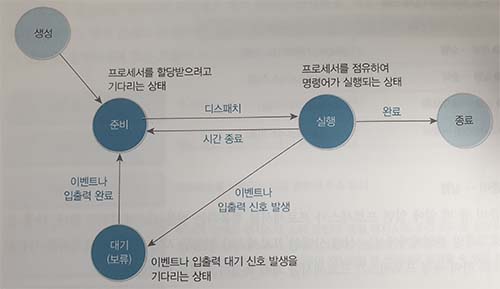 생성
프로세서를 할당받으려고
기다리는 상태
프로세서를 점유하여
명령어가 실행되는 상태
준비
디스패치
시간 종료
실행
완료
종료
이벤트나
입출력 완료
이벤트나
입출력 신호 발생
대기
(보류)
이벤트나 입출력 대기 신호 발생을
기다리는 상태